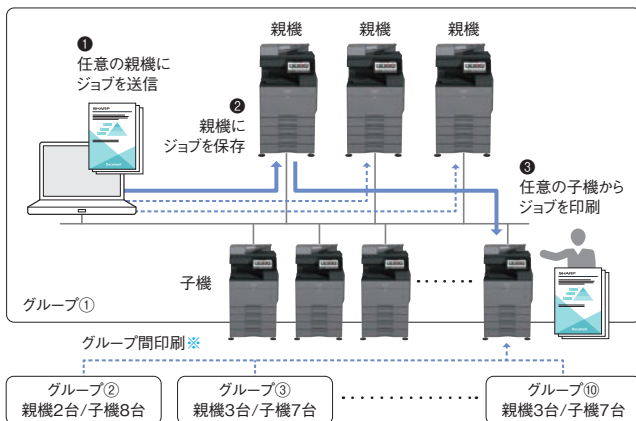 親機
親機
親機
❶
任意の親機に
ジョブを送信
SHARP
❷
親機に
ジョブを保存
❸
任意の子機から
ジョブを印刷
子機
SHARP
グループ①
グループ間印刷※
グループ②
親機2台/子機8台
グループ③
親機3台/子機7台
グループ⑩
親機3台/子機7台